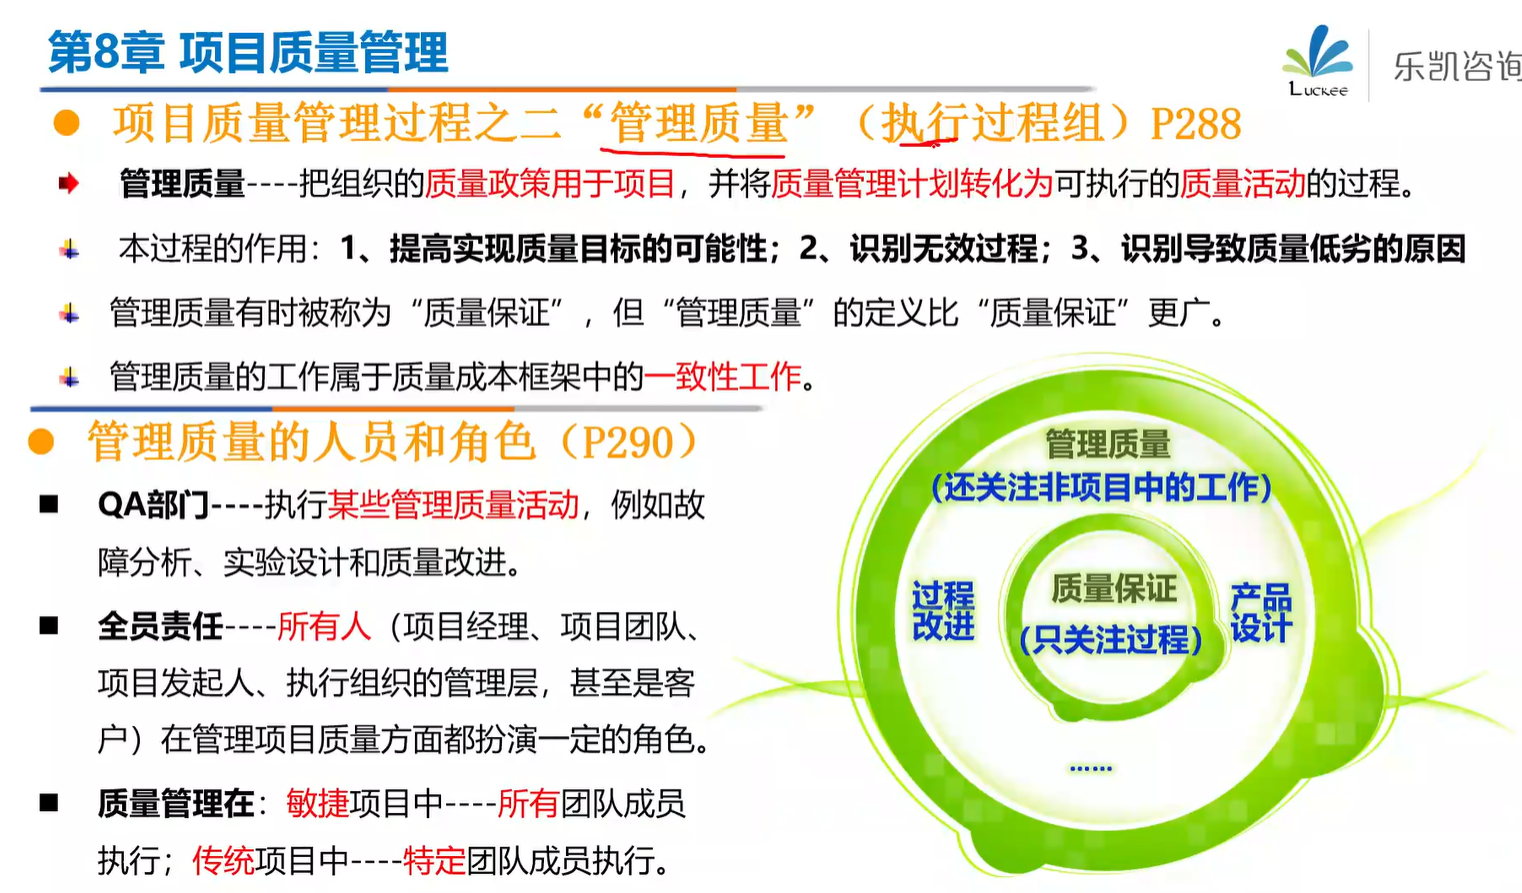 第8章 项目质量管理
Luckee
乐凯咨询
项目质量管理过程之二“管理质量”（执行过程组）P288
管理质量----把组织的质量政策用于项目，并将质量管理计划转化为可执行的质量活动的过程。
本过程的作用：1、提高实现质量目标的可能性；2、识别无效过程；3、识别导致质量低劣的原因
管理质量有时被称为“质量保证”，但“管理质量”的定义比“质量保证”更广。
管理质量的工作属于质量成本框架中的一致性工作。
管理质量的人员和角色（P290）
QA部门----执行某些管理质量活动，例如故
障分析、实验设计和质量改进。
全员责任----所有人（项目经理、项目团队、
项目发起人、执行组织的管理层，甚至是客
户）在管理项目质量方面都扮演一定的角色。
质量管理在：敏捷项目中----所有团队成员
执行；传统项目中----特定团队成员执行。
管理质量
（还关注非项目中的工作）
过程
改进
质量保证
（只关注过程）
产品
设计
……